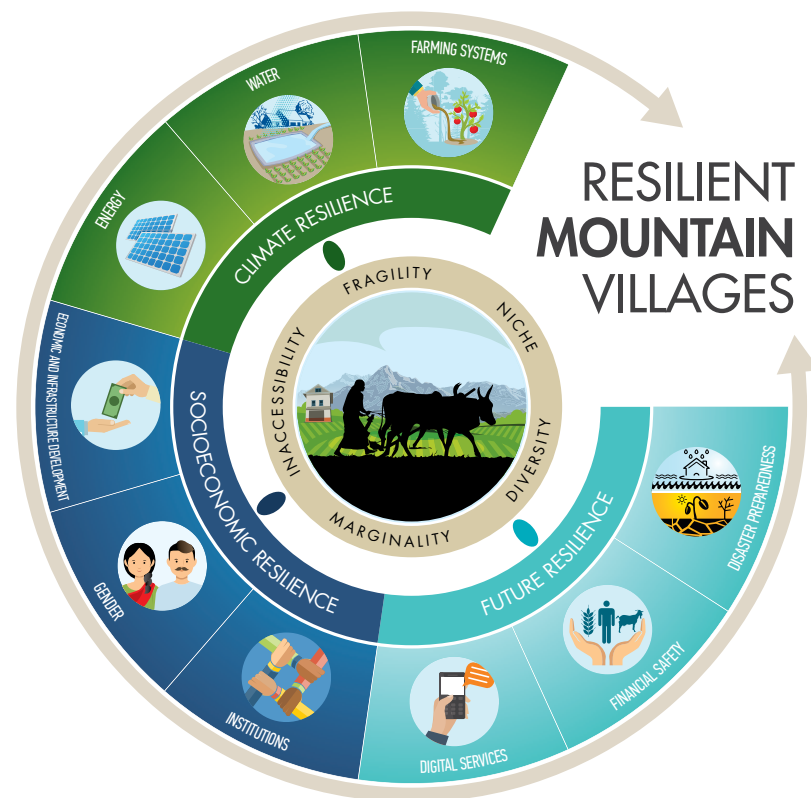 RESILIENT
MOUNTAIN
VILLAGES
FARMING SYSTEMS
WATER
ENERGY
CLIMATE RESILIENCE
ECONOMIC AND INFRASTRUCTURE DEVELOPMENT
GENDER
INSTITUTIONS
SOCIOECONOMIC RESILIENCE
DIGITAL SERVICES
FINANCIAL SAFETY
DISASTER PREPAREDNESS
FUTURE RESILIENCE
FRAGILITY
NICHE
DIVERSITY
MARGINALITY
INACCESSIBILITY